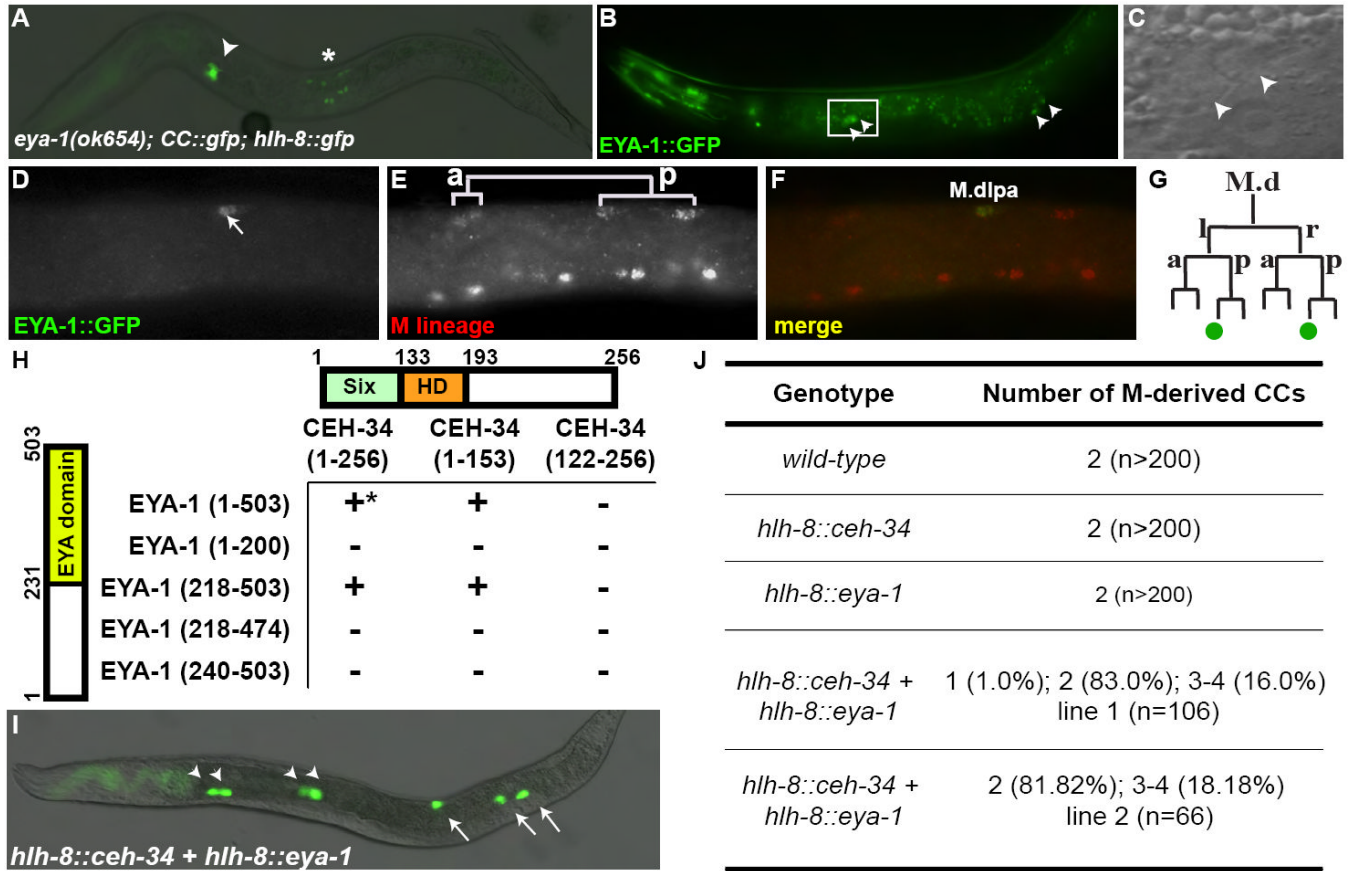 A
*
eya-1(ok654); CC::gfp; hlh-8::gfp
B
EYA-1::GFP
C
D
EYA-1::GFP
E
a
p
M lineage
F
M.dlpa
merge
G
M.d
l r
a p a p
H
1 133 193 256
Six HD
CEH-34 CEH-34 CEH-34
(1-256) (1-153) (122-256)
503
EYA domain
231
1
EYA-1 (1-503) +* + -
EYA-1 (1-200) - - -
EYA-1 (218-503) + + -
EYA-1 (218-474) - - -
EYA-1 (240-503) - - -
I
hlh-8::ceh-34 + hlh-8::eya-1
J
Genotype Number of M-derived CCs
wild-type 2 (n>200)
hlh-8::ceh-34 2 (n>200)
hlh-8::eya-1 2 (n>200)
hlh-8::ceh-34 + 1 (1.0%); 2 (83.0%); 3-4 (16.0%)
hlh-8::eya-1 line 1 (n=106)
hlh-8::ceh-34 + 2 (81.82%); 3-4 (18.18%)
hlh-8::eya-1 line 2 (n=66)